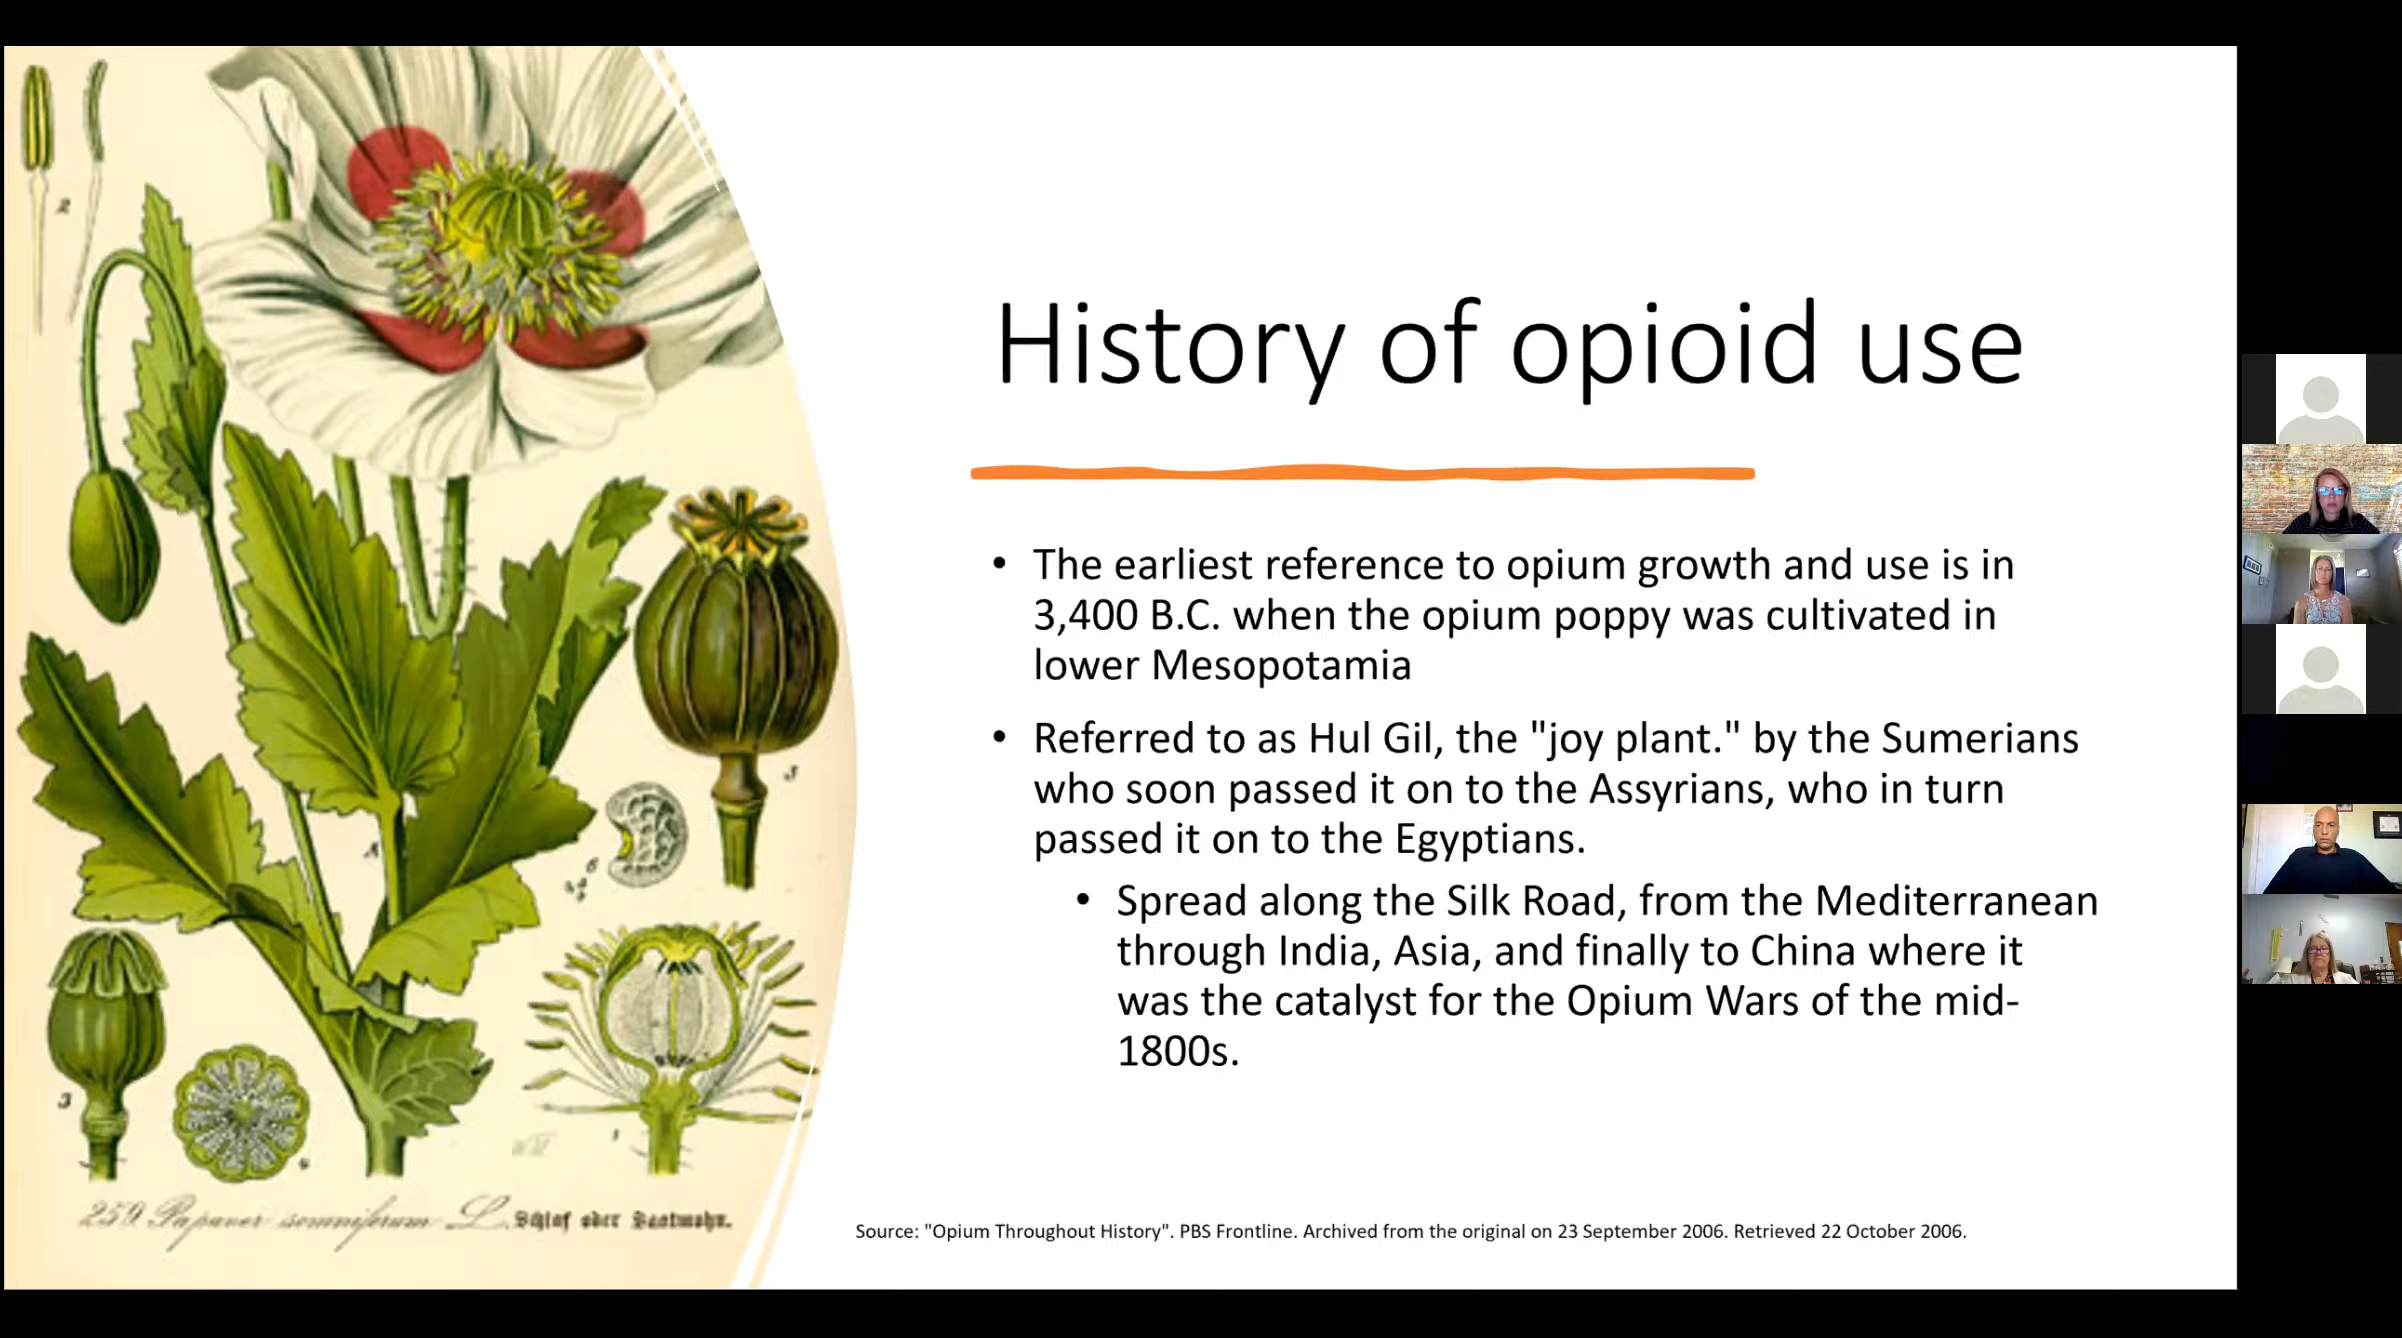 History of opioid use
• The earliest reference to opium growth and use is in
3,400 B.C. when the opium poppy was cultivated in
lower Mesopotamia
• Referred to as Hul Gil, the "joy plant." by the Sumerians
who soon passed it on to the Assyrians, who in turn
passed it on to the Egyptians.
• Spread along the Silk Road, from the Mediterranean
through India, Asia, and finally to China where it
was the catalyst for the Opium Wars of the mid-
1800s.
259. Papaver somniferum L. Schlaf oder Saatmohn.
Source: "Opium Throughout History". PBS Frontline. Archived from the original on 23 September 2006. Retrieved 22 October 2006.